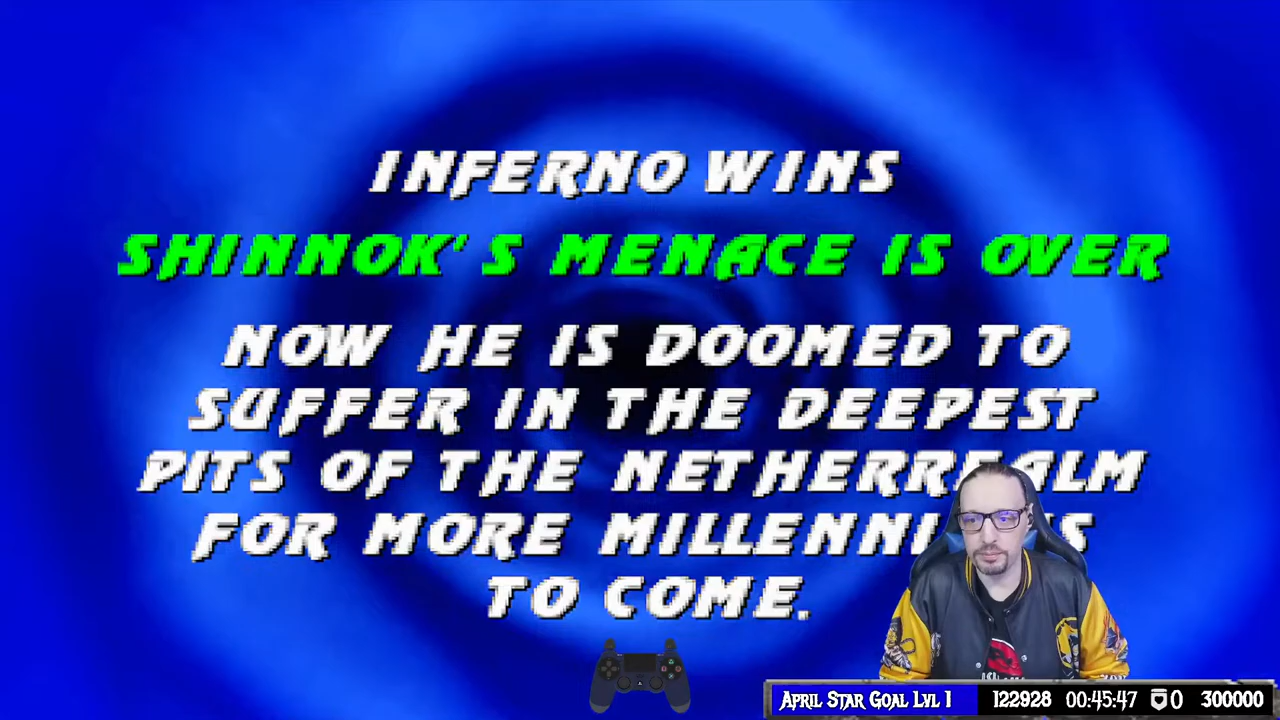 INFERNO WINS
SHINNOK'S MENACE IS OVER
NOW HE IS DOOMED TO
SUFFER IN THE DEEPEST
PITS OF THE
FOR MORE
TO COME.
April Star Goal Lvl 1 122928 00:45:47 0 300000